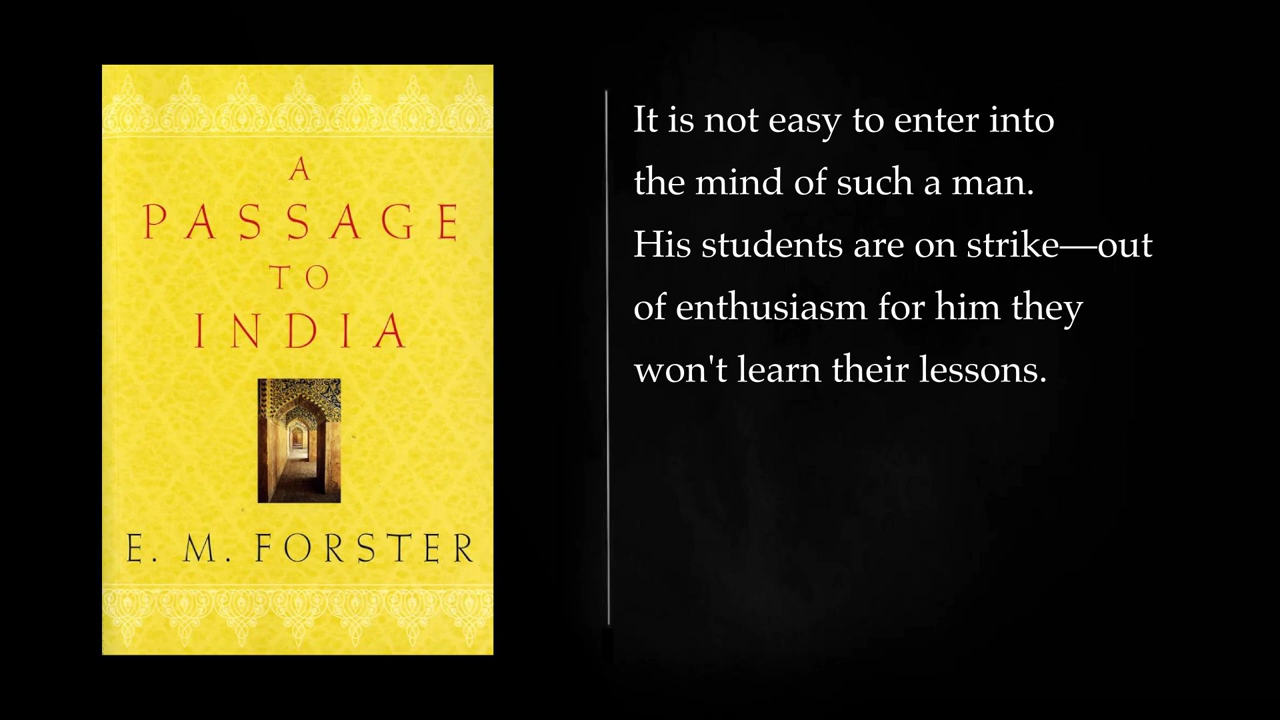 A
PASSAGE
TO
INDIA
E. M. FORSTER
It is not easy to enter into
the mind of such a man.
His students are on strike—out
of enthusiasm for him they
won't learn their lessons.